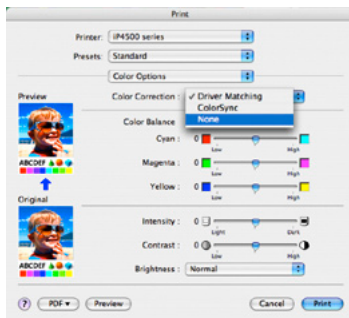 Print
Printer: iP4500 series
Presets: Standard
Color Options
Preview
Color Correction: ✓ Driver Matching
ColorSync
None
Color Balance
Cyan: 0
Low High
ABCDEF
Magenta: 0
Low High
Yellow: 0
Low High
Original
Intensity: 0
Light Dark
Contrast: 0
Low High
ABCDEF
Brightness: Normal
? PDF ▼ Preview Cancel Print